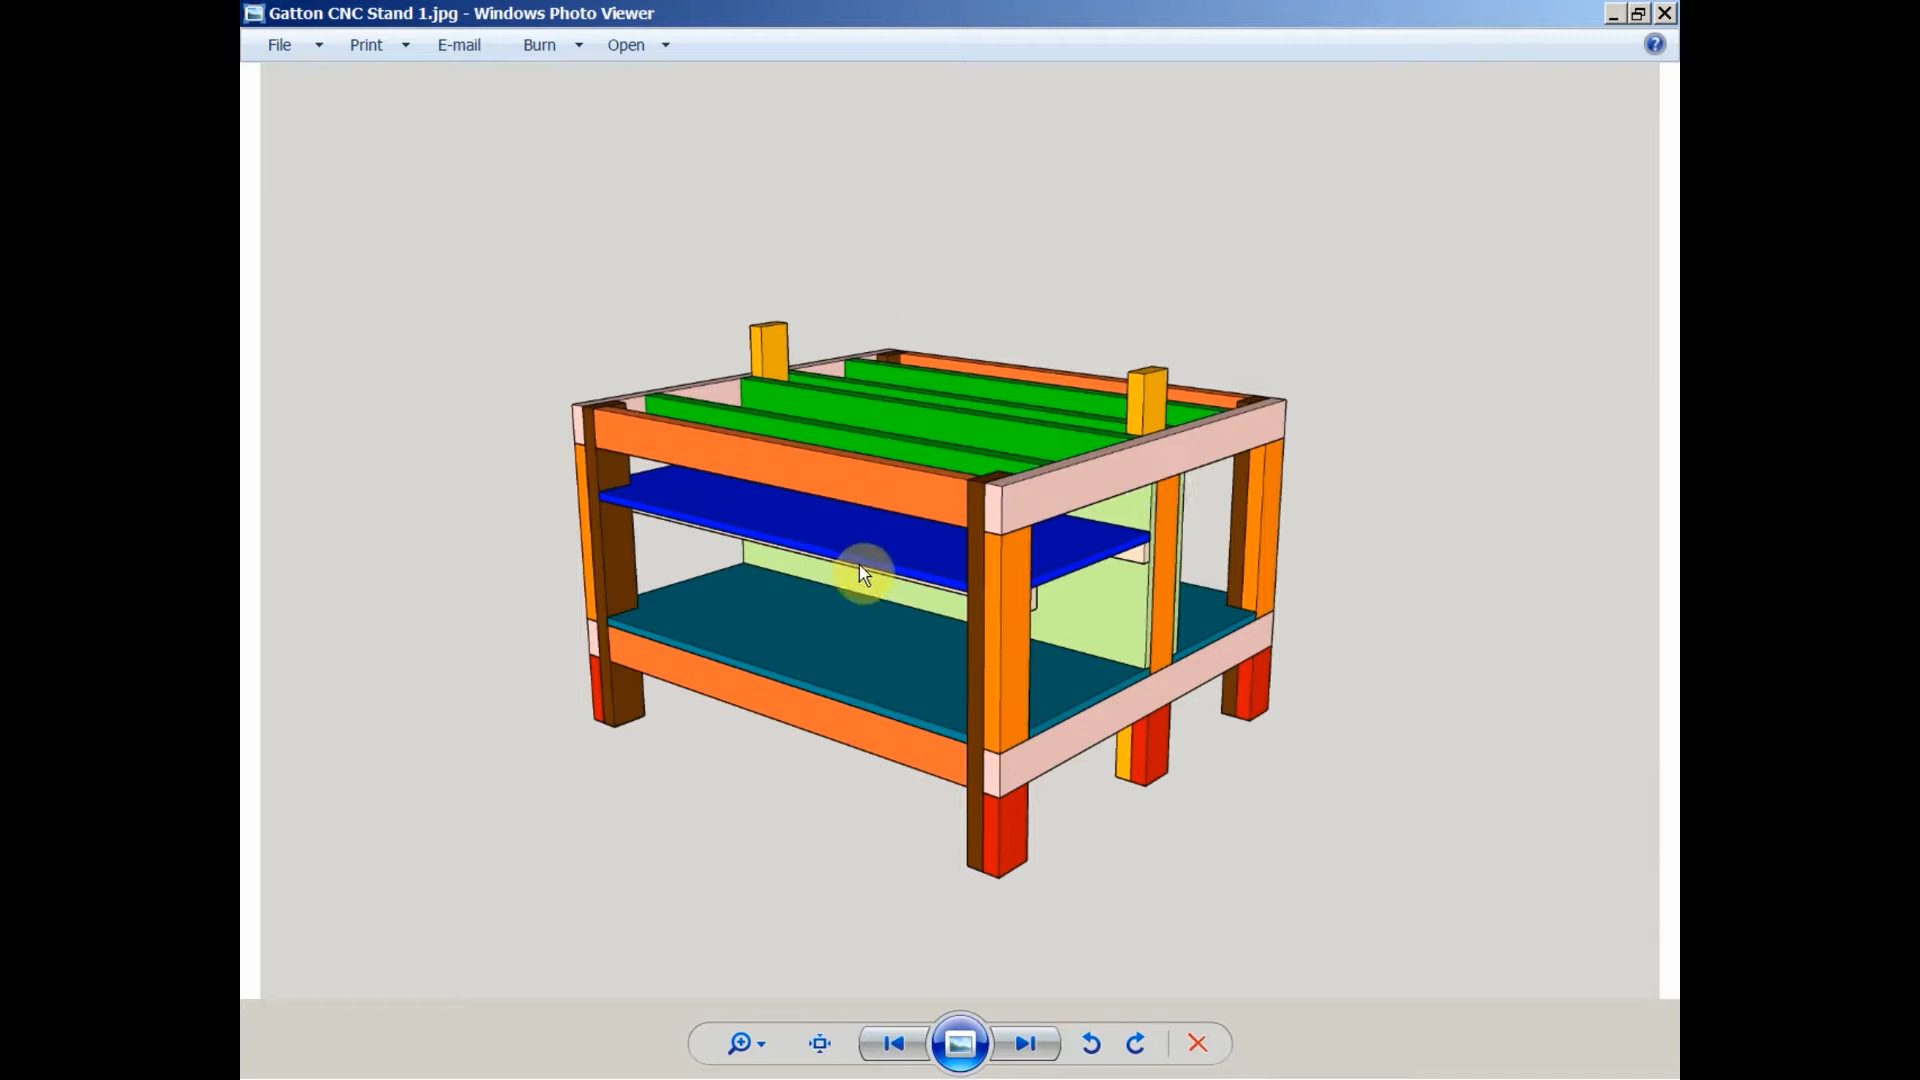 Gatton CNC Stand 1.jpg - Windows Photo Viewer
File Print E-mail Burn Open ?